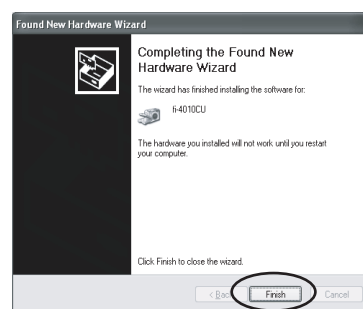 Found New Hardware Wizard
Completing the Found New
Hardware Wizard
The wizard has finished installing the software for:
fi-4010CU
The hardware you installed will not work until you restart
your computer.
Click Finish to close the wizard.
< Back Finish Cancel